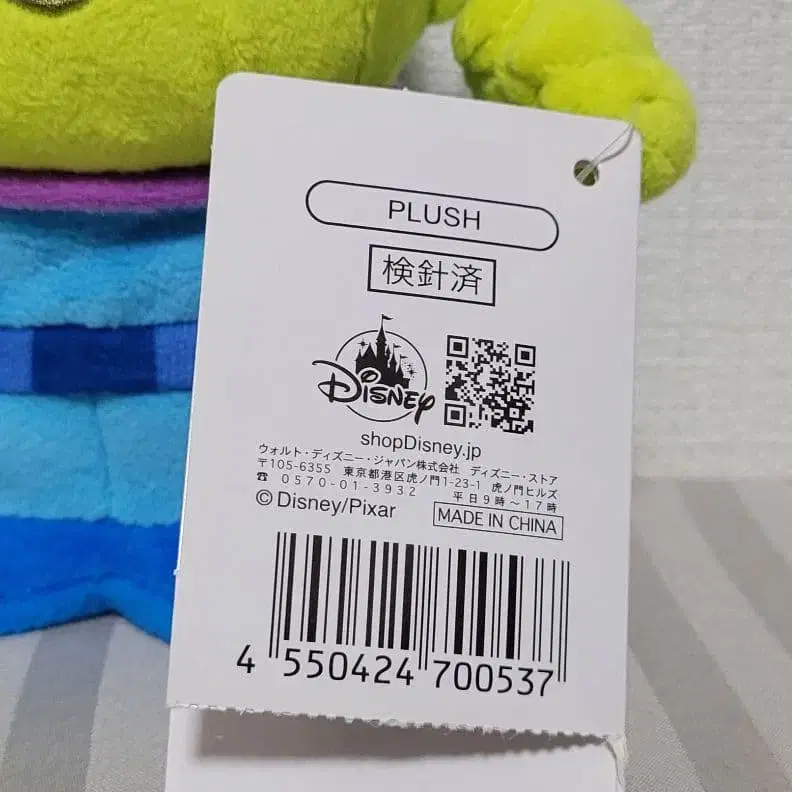 PLUSH
検針済
Disney
shopDisney.jp
ウォルト・ディズニー・ジャパン株式会社 ディズニー・ストア
〒105-6355 東京都港区虎ノ門1-23-1 虎ノ門ヒルズ
☎ 0570-01-3932 平日9時～17時
©Disney/Pixar MADE IN CHINA
4 550424 700537